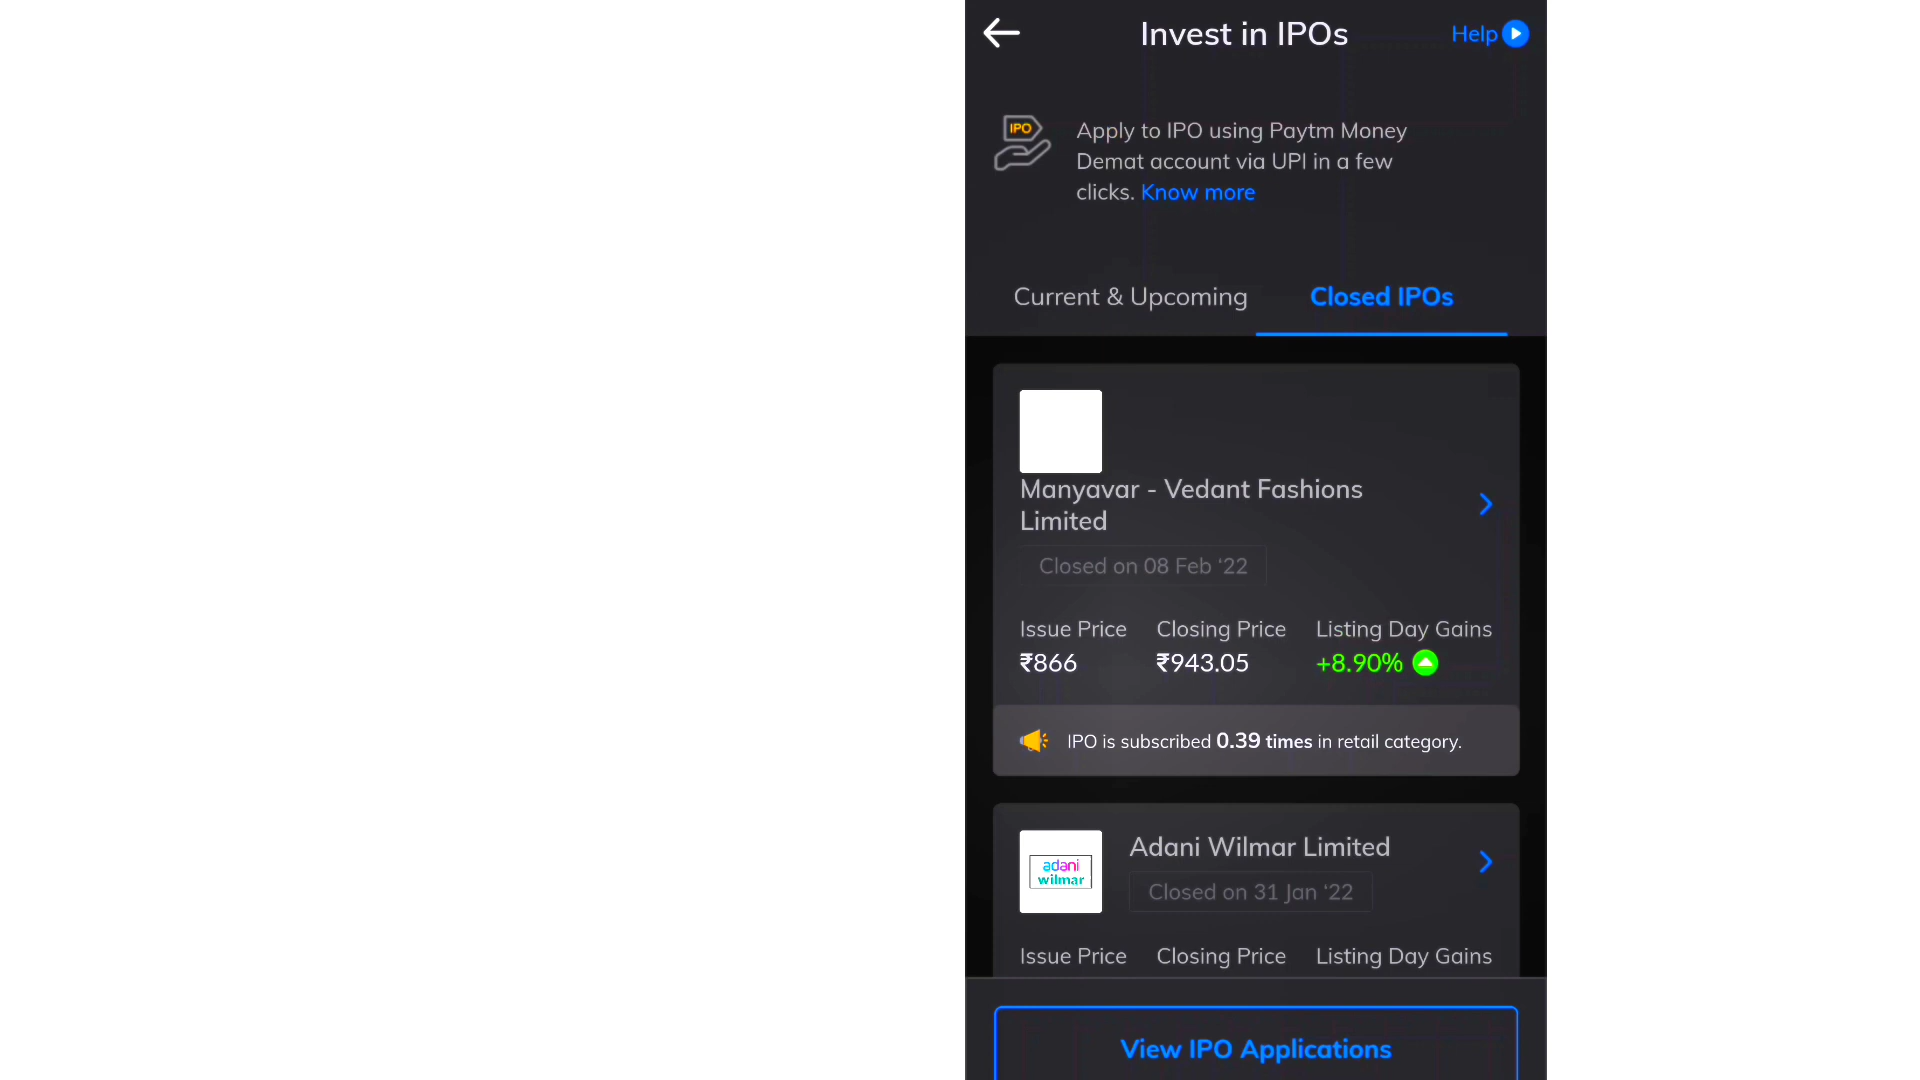 Invest in IPOs
Help
IPO
Apply to IPO using Paytm Money
Demat account via UPI in a few
clicks. Know more
Current & Upcoming
Closed IPOs
Manyavar - Vedant Fashions
Limited
Closed on 08 Feb ‘22
Issue Price Closing Price Listing Day Gains
₹866 ₹943.05 +8.90%
IPO is subscribed 0.39 times in retail category.
adani
wilmar
Adani Wilmar Limited
Closed on 31 Jan ‘22
Issue Price Closing Price Listing Day Gains
View IPO Applications